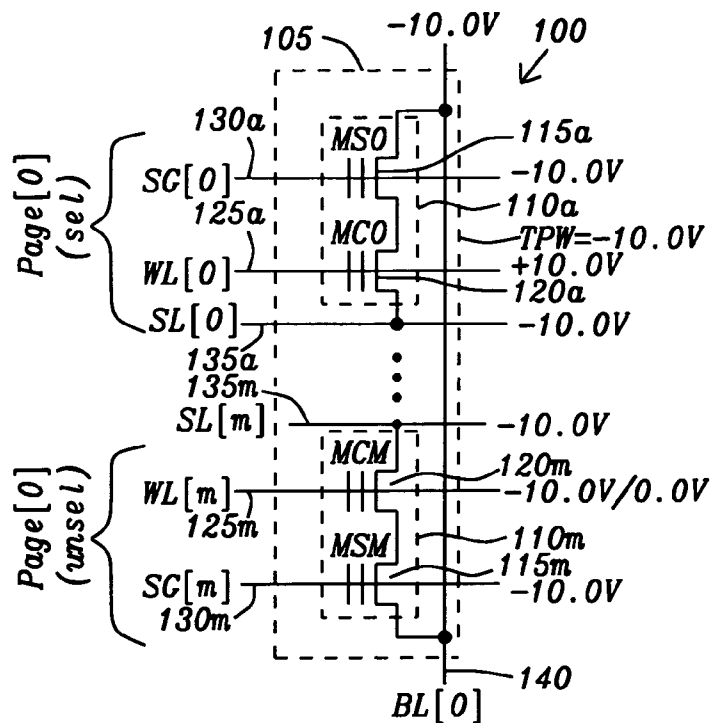 -10.0V
105
100
130a
MS0
115a
SG[0]
-10.0V
Page[0]
(sel)
110a
125a
MC0
TPW=-10.0V
WL[0]
+10.0V
120a
SL[0]
-10.0V
135a
135m
SL[m]
-10.0V
MCM
120m
WL[m]
-10.0V/0.0V
125m
Page[0]
(unsel)
MSM
110m
115m
SG[m]
-10.0V
130m
140
BL[0]